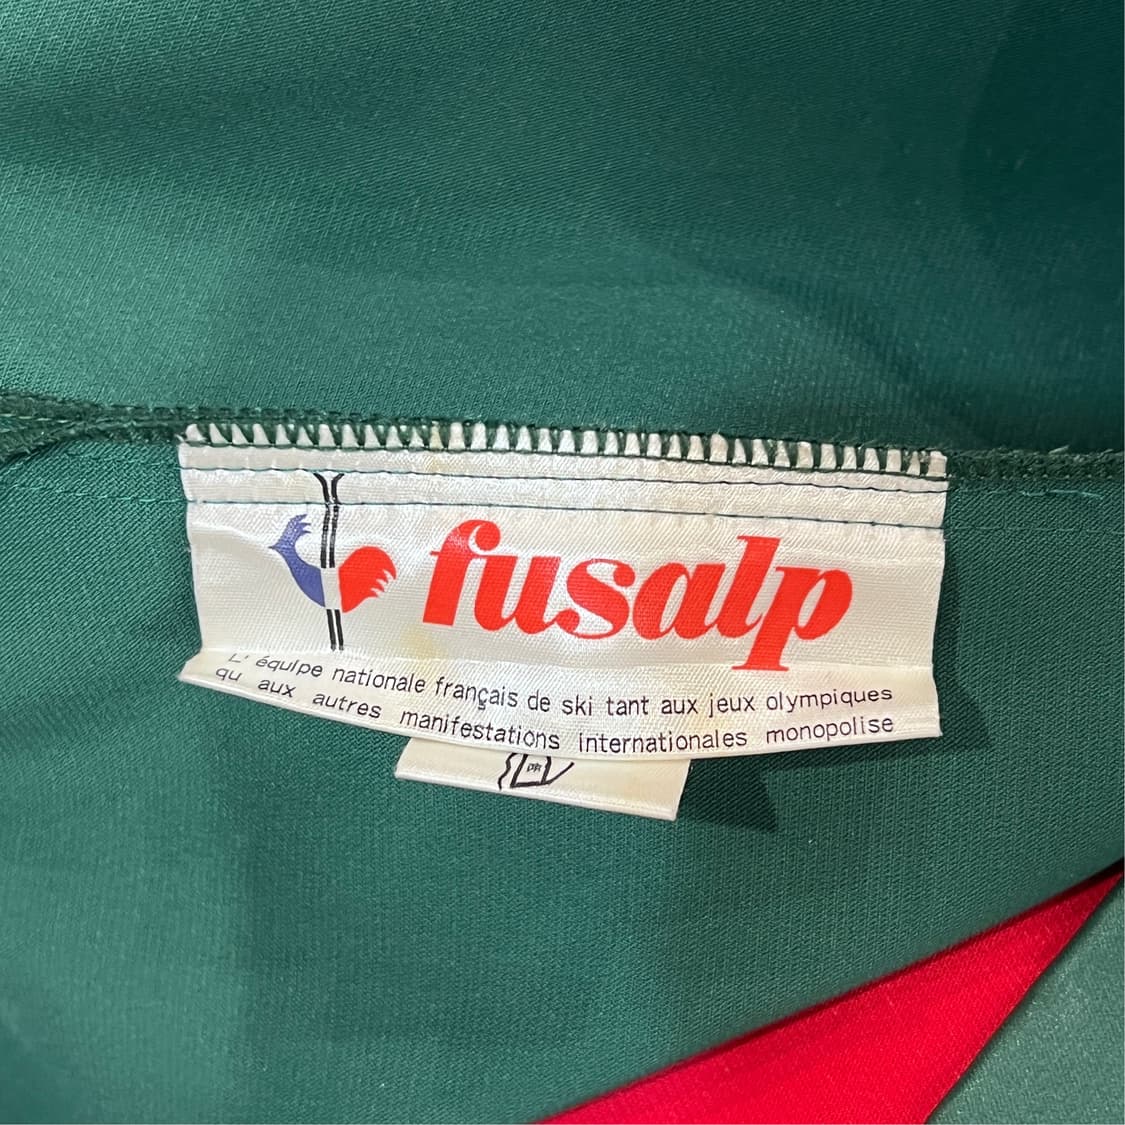 fusalp
L' équipe nationale français de ski tant aux jeux olympiques
qu aux autres manifestations internationales monopolise